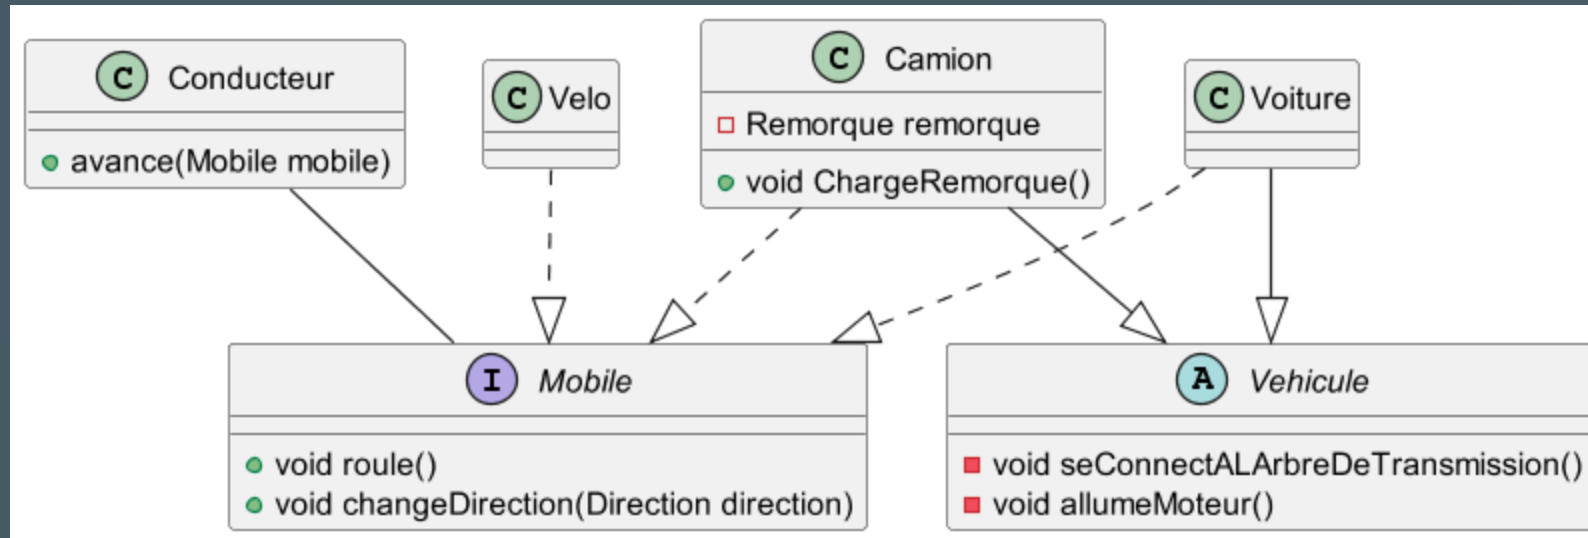 C Conducteur
avance(Mobile mobile)
C Velo
C Camion
Remorque remorque
void ChargeRemorque()
C Voiture
I Mobile
void roule()
void changeDirection(Direction direction)
A Vehicule
void seConnectALArbreDeTransmission()
void allumeMoteur()